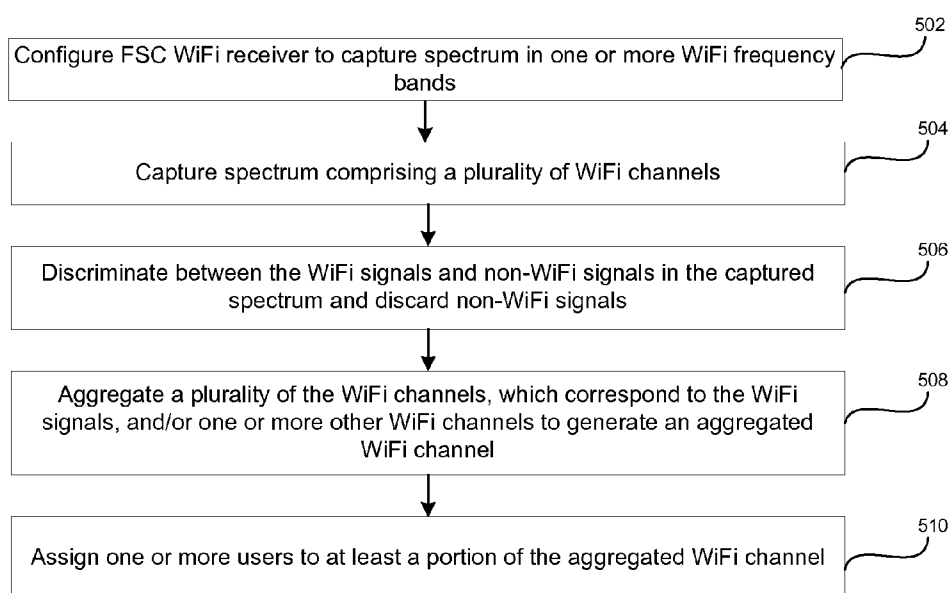 502
Configure FSC WiFi receiver to capture spectrum in one or more WiFi frequency
bands
504
Capture spectrum comprising a plurality of WiFi channels
506
Discriminate between the WiFi signals and non-WiFi signals in the captured
spectrum and discard non-WiFi signals
508
Aggregate a plurality of the WiFi channels, which correspond to the WiFi
signals, and/or one or more other WiFi channels to generate an aggregated
WiFi channel
510
Assign one or more users to at least a portion of the aggregated WiFi channel